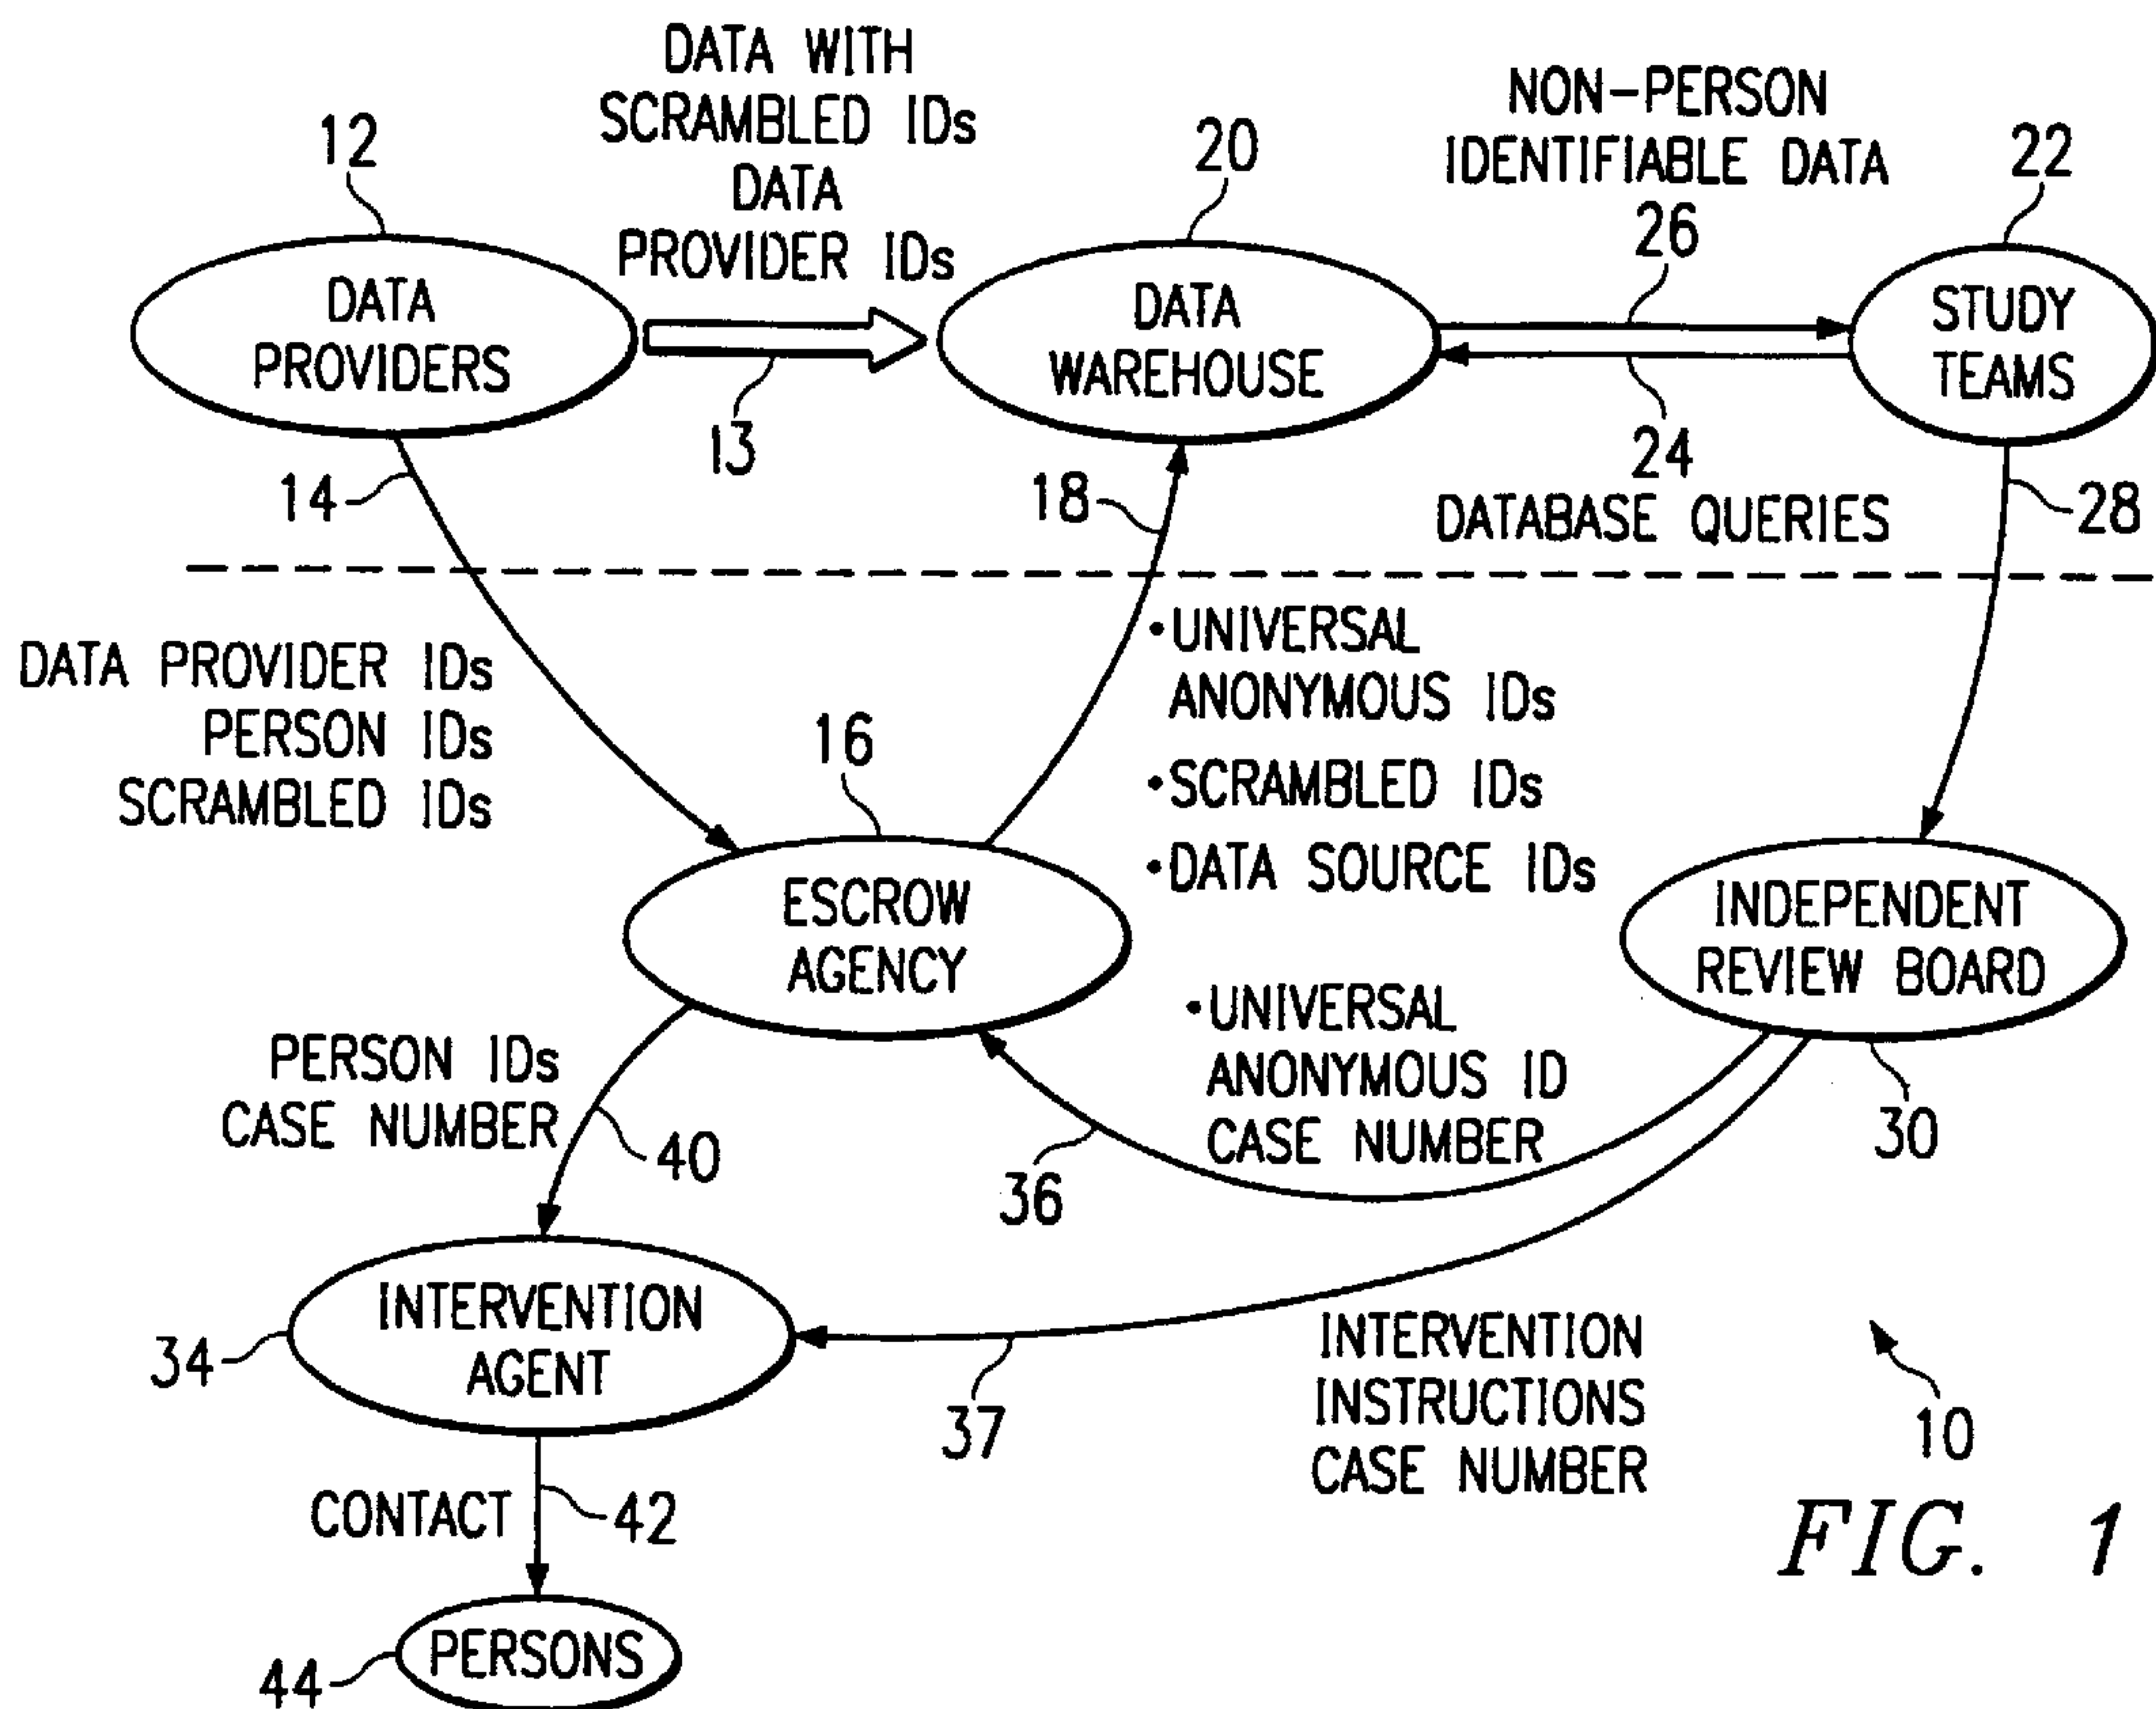 DATA WITH
SCRAMBLED IDs
DATA
PROVIDER IDs
NON-PERSON
IDENTIFIABLE DATA
12
20
26
22
DATA
PROVIDERS
DATA
WAREHOUSE
STUDY
TEAMS
13
24
DATABASE QUERIES
14
18
28
DATA PROVIDER IDs
PERSON IDs
SCRAMBLED IDs
•UNIVERSAL
ANONYMOUS IDs
•SCRAMBLED IDs
•DATA SOURCE IDs
16
ESCROW
AGENCY
INDEPENDENT
REVIEW BOARD
30
•UNIVERSAL
ANONYMOUS ID
CASE NUMBER
36
PERSON IDs
CASE NUMBER
40
INTERVENTION
AGENT
34
37
INTERVENTION
INSTRUCTIONS
CASE NUMBER
10
CONTACT
42
PERSONS
44
FIG. 1